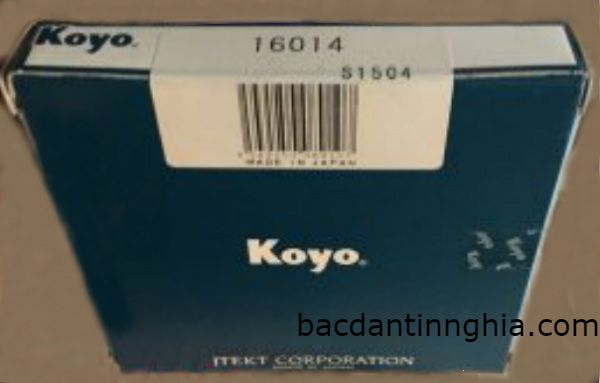 Koyo
16014
S1504
MADE IN JAPAN
Koyo
bacdantinnghia.com
JTEKT CORPORATION